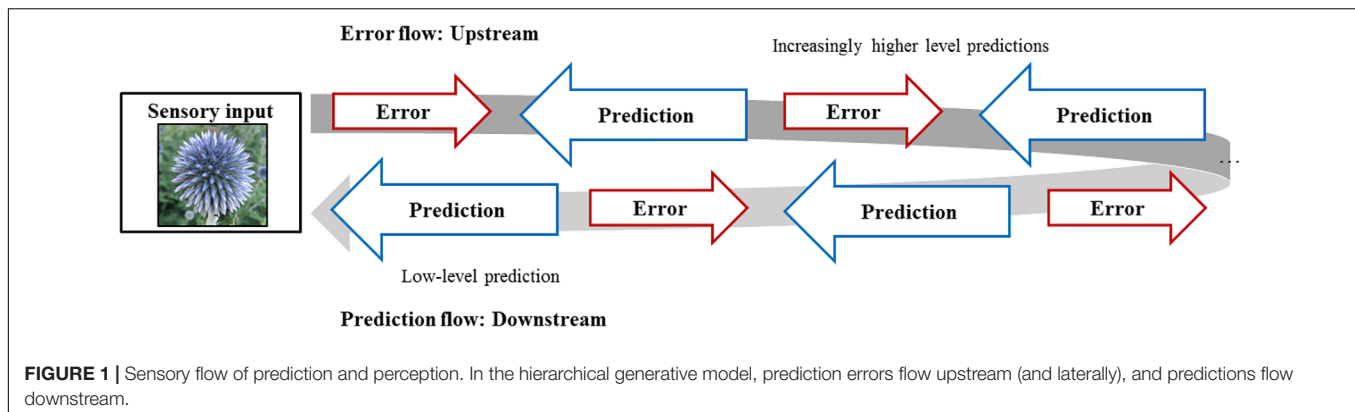 Error flow: Upstream
Increasingly higher level predictions
Sensory input
Error
Prediction
Error
Prediction
...
Prediction
Error
Prediction
Error
Low-level prediction
Prediction flow: Downstream
FIGURE 1 | Sensory flow of prediction and perception. In the hierarchical generative model, prediction errors flow upstream (and laterally), and predictions flow
downstream.